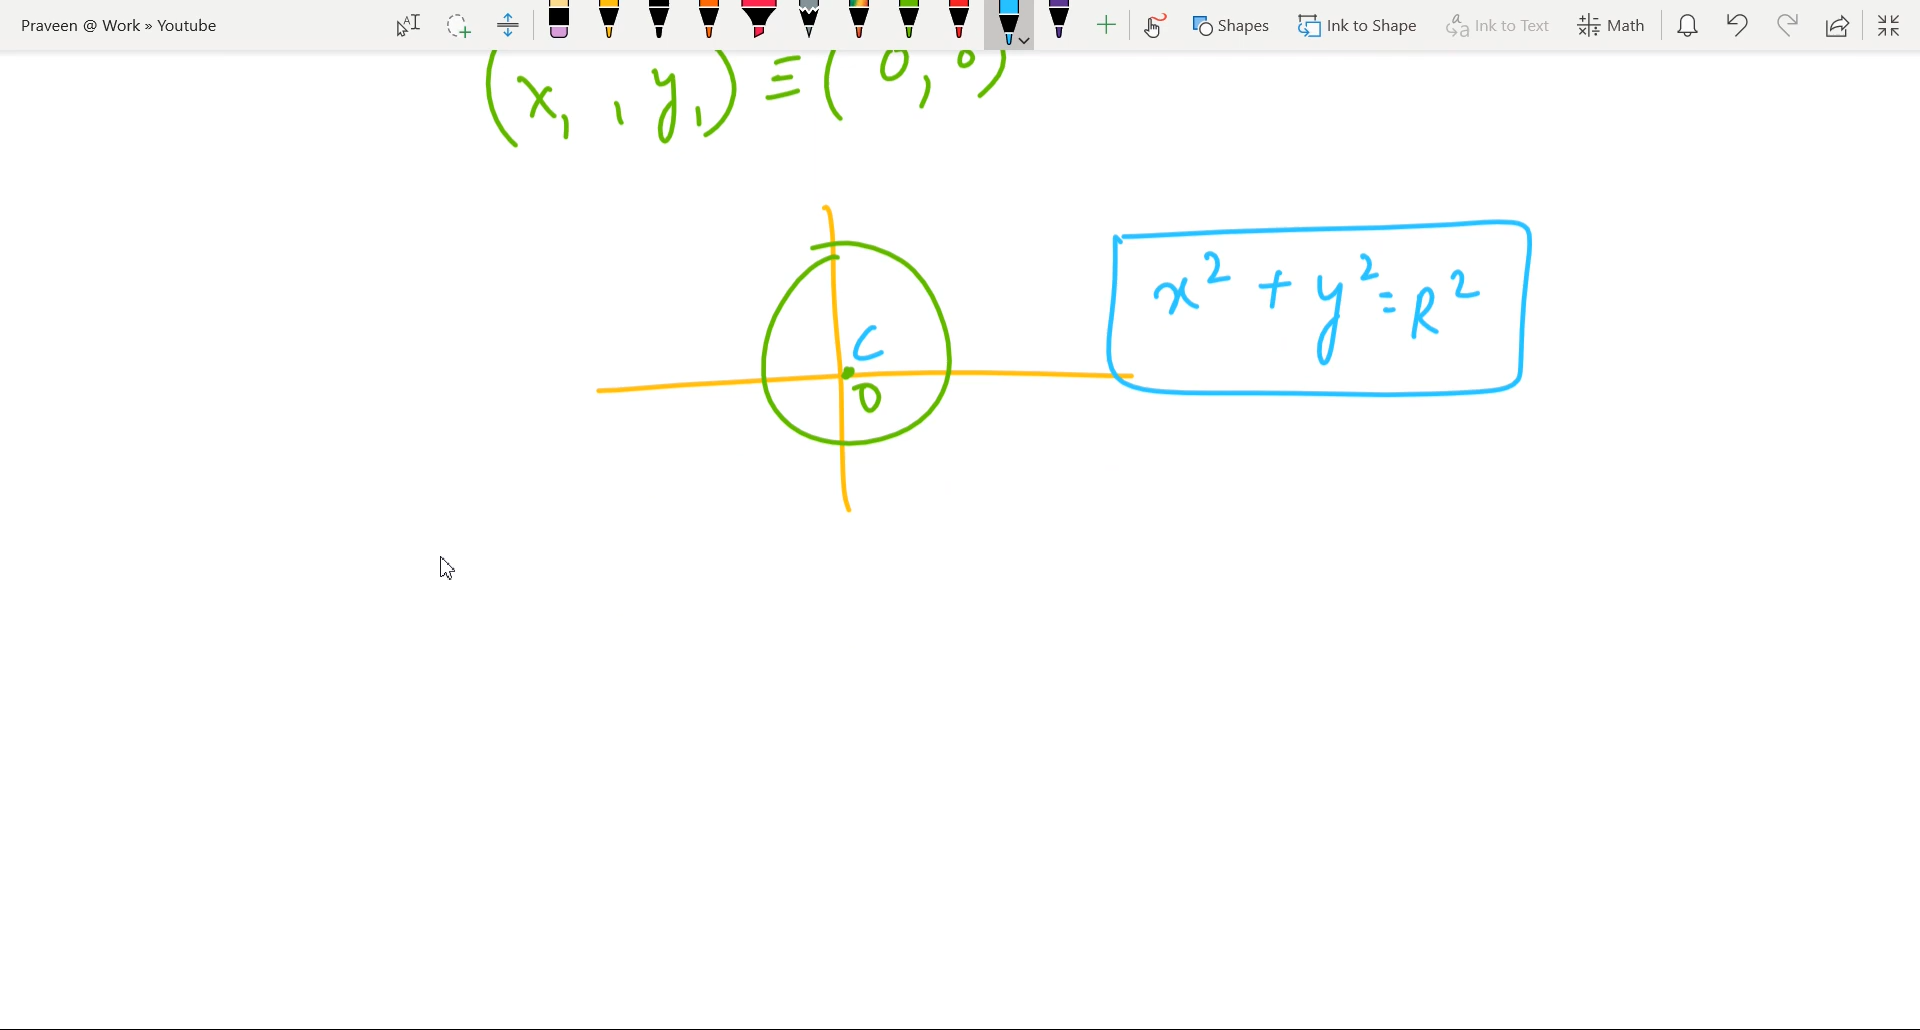 Praveen @ Work » Youtube Shapes Ink to Shape Ink to Text Math
(x₁, y₁) ≡ (0, 0)
x² + y² = R²
C
O